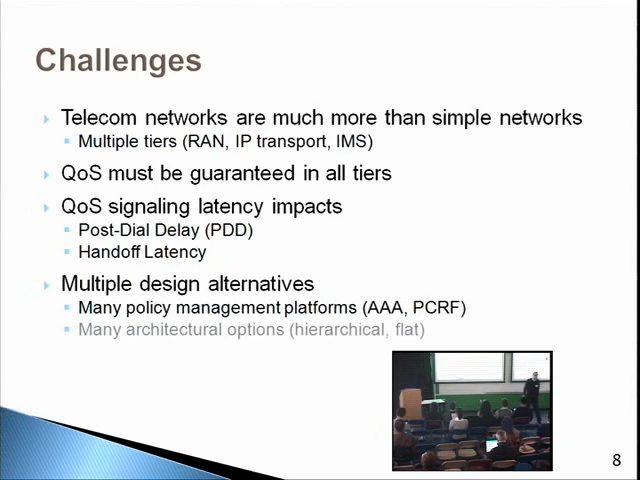 Challenges
Telecom networks are much more than simple networks
Multiple tiers (RAN, IP transport, IMS)
QoS must be guaranteed in all tiers
QoS signaling latency impacts
Post-Dial Delay (PDD)
Handoff Latency
Multiple design alternatives
Many policy management platforms (AAA, PCRF)
Many architectural options (hierarchical, flat)
8